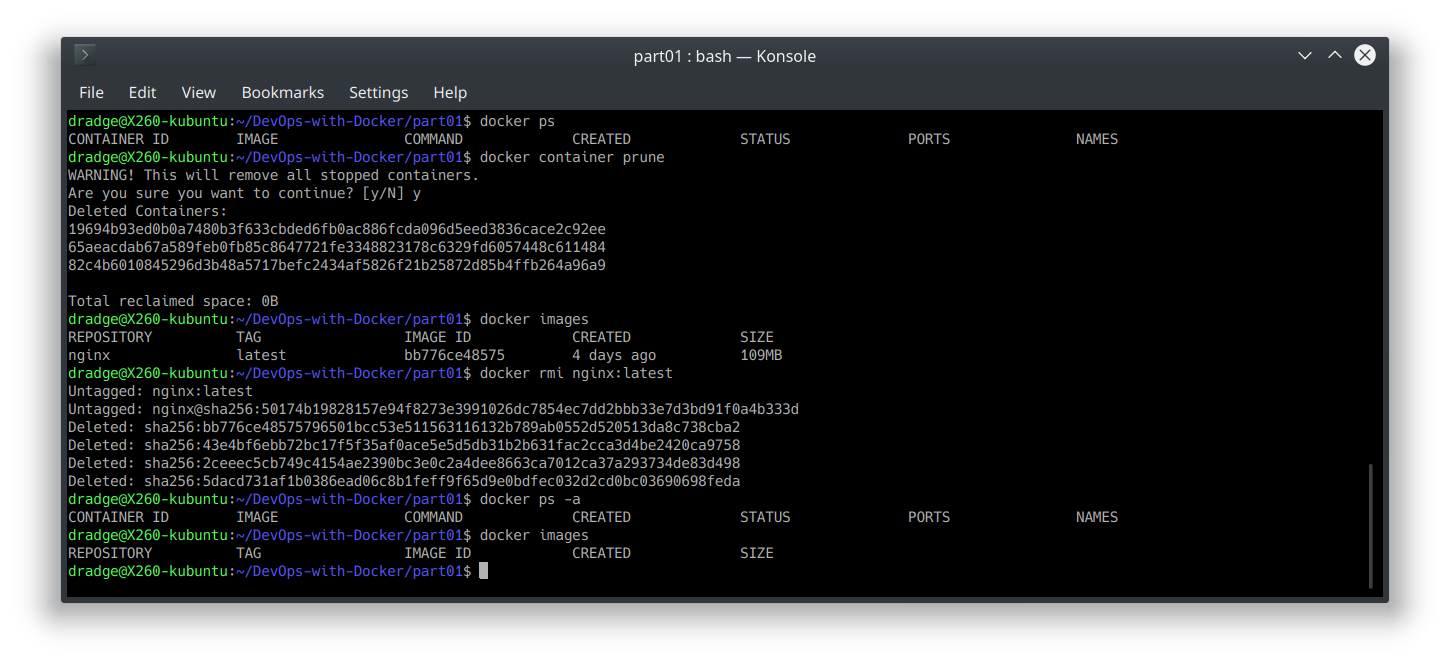 part01 : bash — Konsole
File Edit View Bookmarks Settings Help
dradge@X260-kubuntu:~/DevOps-with-Docker/part01$ docker ps
CONTAINER ID        IMAGE               COMMAND             CREATED             STATUS              PORTS               NAMES
dradge@X260-kubuntu:~/DevOps-with-Docker/part01$ docker container prune
WARNING! This will remove all stopped containers.
Are you sure you want to continue? [y/N] y
Deleted Containers:
19694b93ed0b0a7480b3f633cbded6fb0ac886fcda096d5eed3836cace2c92ee
65aeacdab67a589feb0fb85c8647721fe3348823178c6329fd6057448c611484
82c4b6010845296d3b48a5717befc2434af5826f21b25872d85b4ffb264a96a9
Total reclaimed space: 0B
dradge@X260-kubuntu:~/DevOps-with-Docker/part01$ docker images
REPOSITORY          TAG                 IMAGE ID            CREATED             SIZE
nginx               latest              bb776ce48575        4 days ago          109MB
dradge@X260-kubuntu:~/DevOps-with-Docker/part01$ docker rmi nginx:latest
Untagged: nginx:latest
Untagged: nginx@sha256:50174b19828157e94f8273e3991026dc7854ec7dd2bbb33e7d3bd91f0a4b333d
Deleted: sha256:bb776ce48575796501bcc53e511563116132b789ab0552d520513da8c738cba2
Deleted: sha256:43e4bf6ebb72bc17f5f35af0ace5e5d5db31b2b631fac2cca3d4be2420ca9758
Deleted: sha256:2ceeec5cb749c4154ae2390bc3e0c2a4dee8663ca7012ca37a293734de83d498
Deleted: sha256:5dacd731af1b0386ead06c8b1feff9f65d9e0bdfec032d2cd0bc03690698feda
dradge@X260-kubuntu:~/DevOps-with-Docker/part01$ docker ps -a
CONTAINER ID        IMAGE               COMMAND             CREATED             STATUS              PORTS               NAMES
dradge@X260-kubuntu:~/DevOps-with-Docker/part01$ docker images
REPOSITORY          TAG                 IMAGE ID            CREATED             SIZE
dradge@X260-kubuntu:~/DevOps-with-Docker/part01$